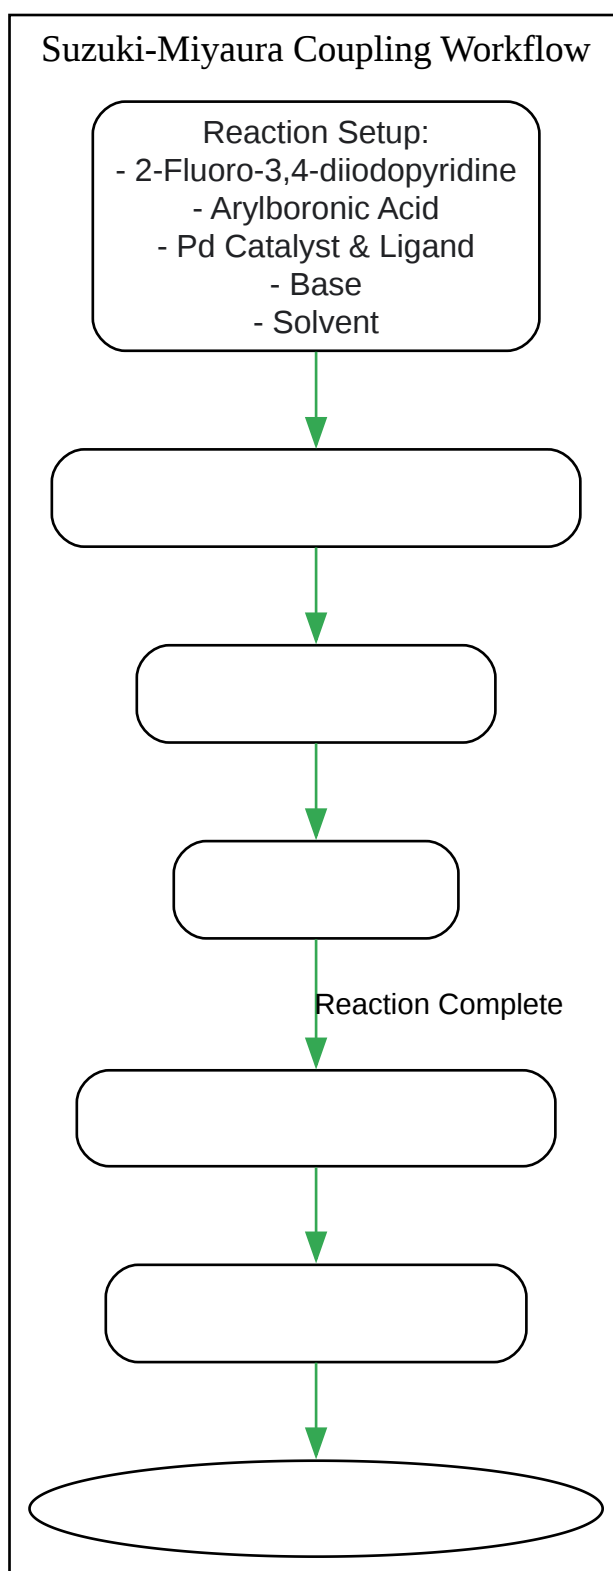 Suzuki-Miyaura Coupling Workflow
Reaction Setup:
- 2-Fluoro-3,4-diiodopyridine
- Arylboronic Acid
- Pd Catalyst & Ligand
- Base
- Solvent
Reaction Complete